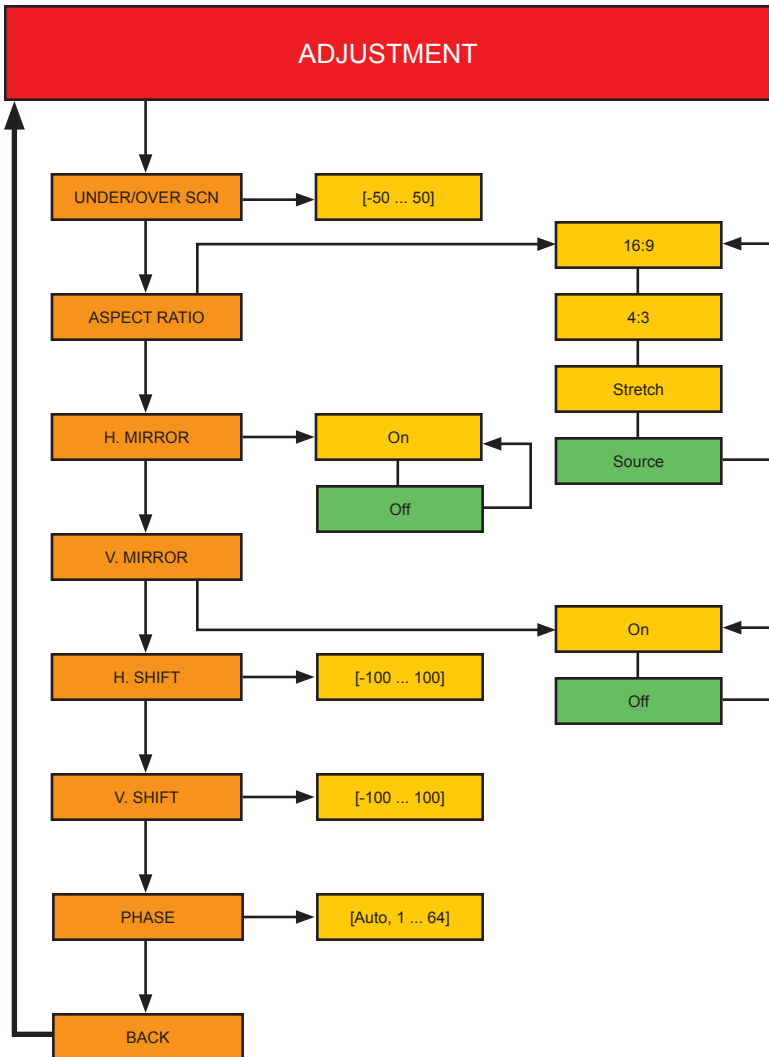 ADJUSTMENT
UNDER/OVER SCN
[-50 ... 50]
16:9
ASPECT RATIO
4:3
Stretch
H. MIRROR
On
Source
Off
V. MIRROR
On
H. SHIFT
[-100 ... 100]
Off
V. SHIFT
[-100 ... 100]
PHASE
[Auto, 1 ... 64]
BACK